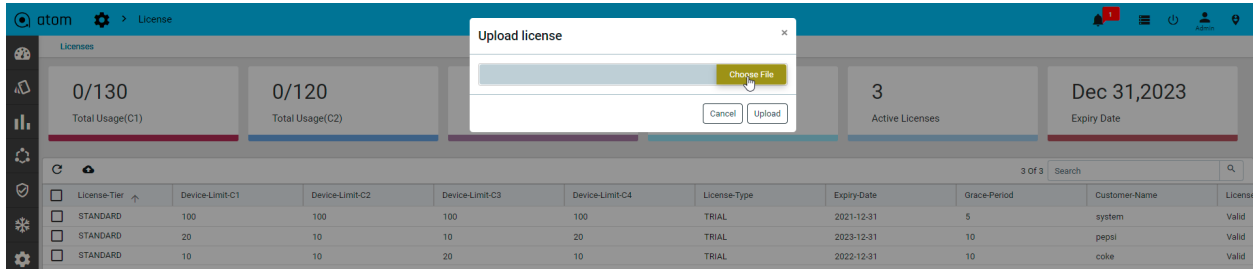 atom > License
1
Admin
Licenses
Upload license ×
Choose File
Cancel Upload
0/130
Total Usage(C1)
0/120
Total Usage(C2)
3
Active Licenses
Dec 31,2023
Expiry Date
3 Of 3 Search
License-Tier Device-Limit-C1 Device-Limit-C2 Device-Limit-C3 Device-Limit-C4 License-Type Expiry-Date Grace-Period Customer-Name License
STANDARD 100 100 100 100 TRIAL 2021-12-31 5 system Valid
STANDARD 20 10 10 20 TRIAL 2023-12-31 10 pepsi Valid
STANDARD 10 10 20 10 TRIAL 2022-12-31 10 coke Valid